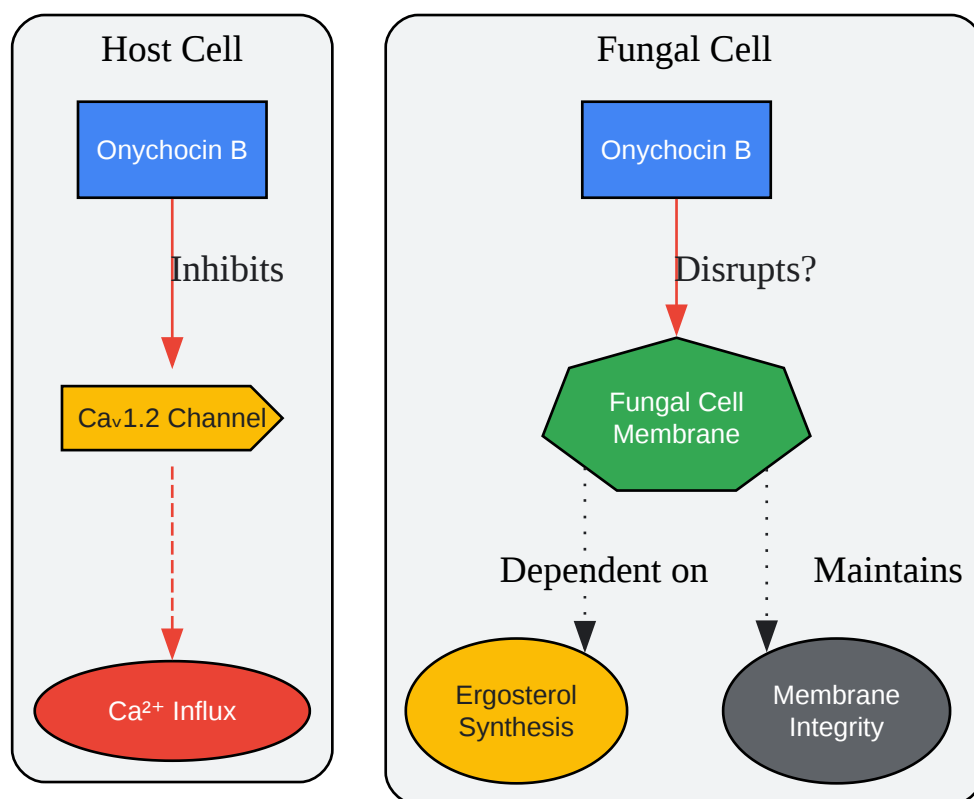 Host Cell
Onychocin B
Inhibits
Caᵥ1.2 Channel
Ca²⁺ Influx
Fungal Cell
Onychocin B
Disrupts?
Fungal Cell
Membrane
Dependent on
Maintains
Ergosterol
Synthesis
Membrane
Integrity